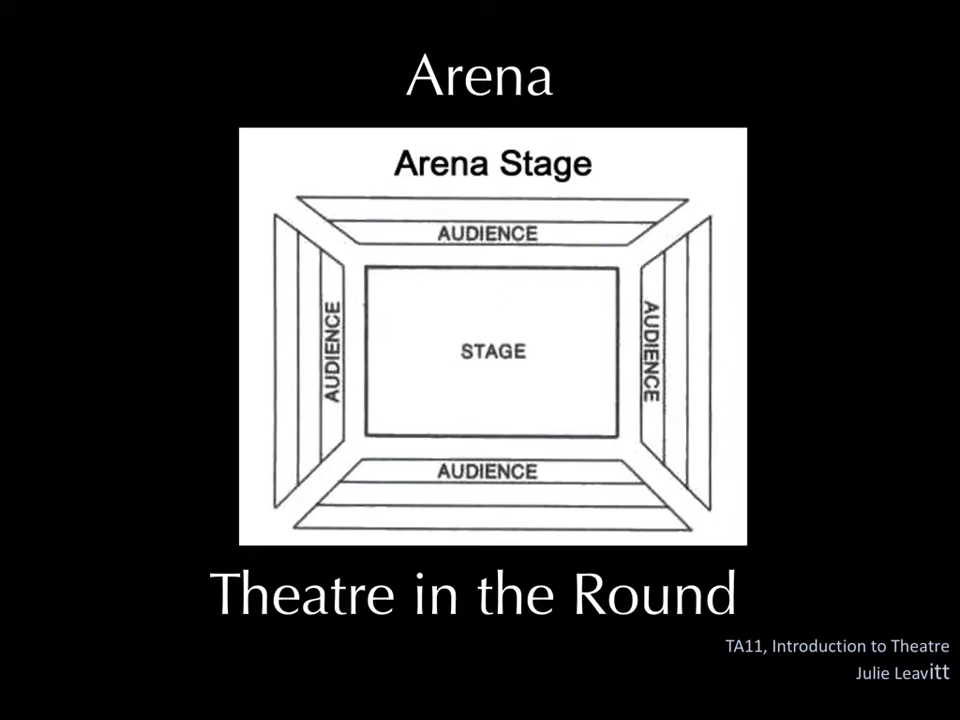 Arena
Arena Stage
AUDIENCE
AUDIENCE
STAGE
AUDIENCE
AUDIENCE
Theatre in the Round
TA11, Introduction to Theatre
Julie Leavitt